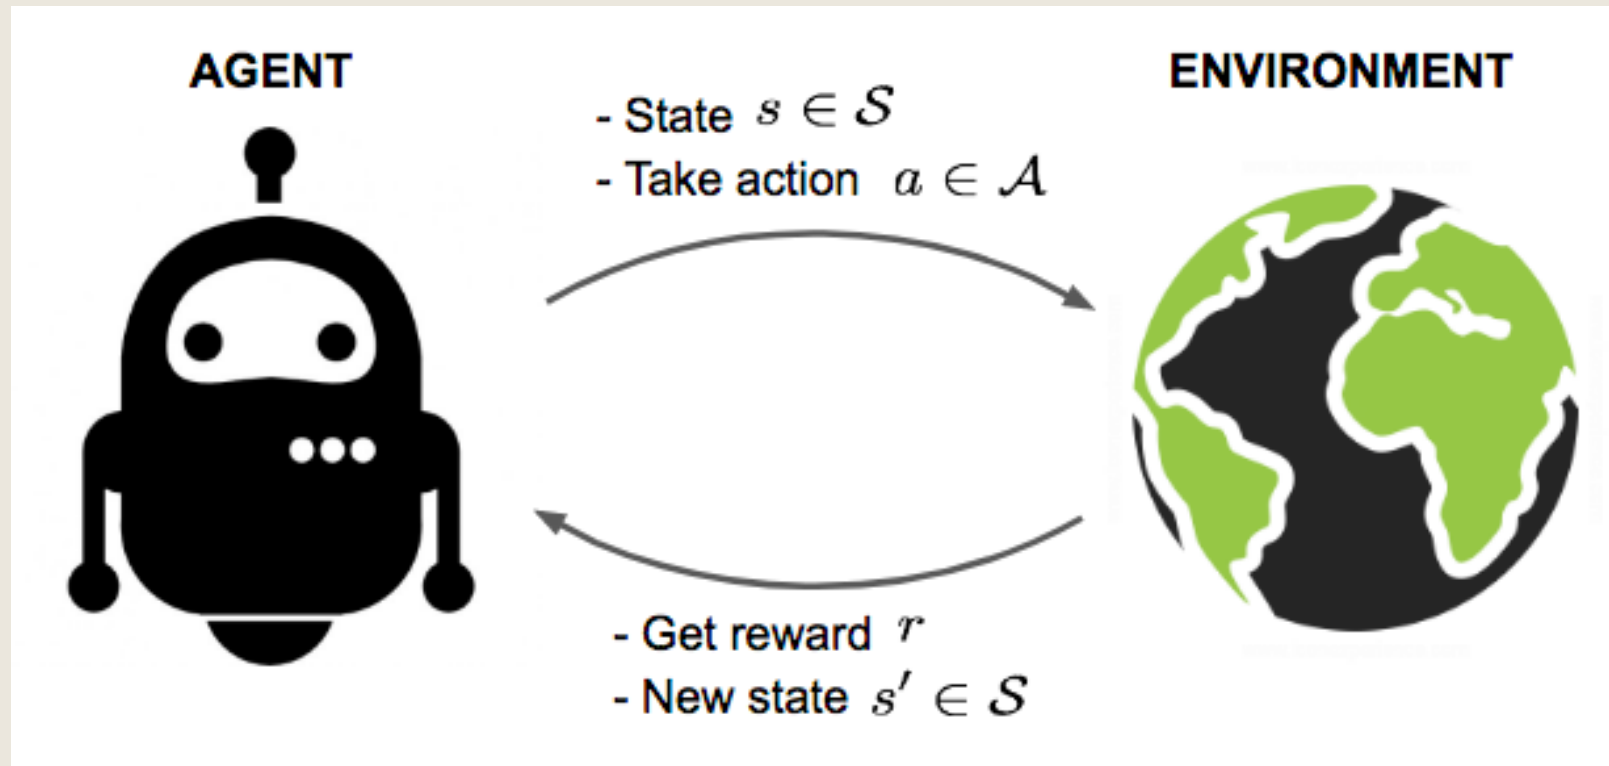 AGENT
ENVIRONMENT
- State s ∈ 𝒮
- Take action a ∈ 𝒜
- Get reward r
- New state s′ ∈ 𝒮